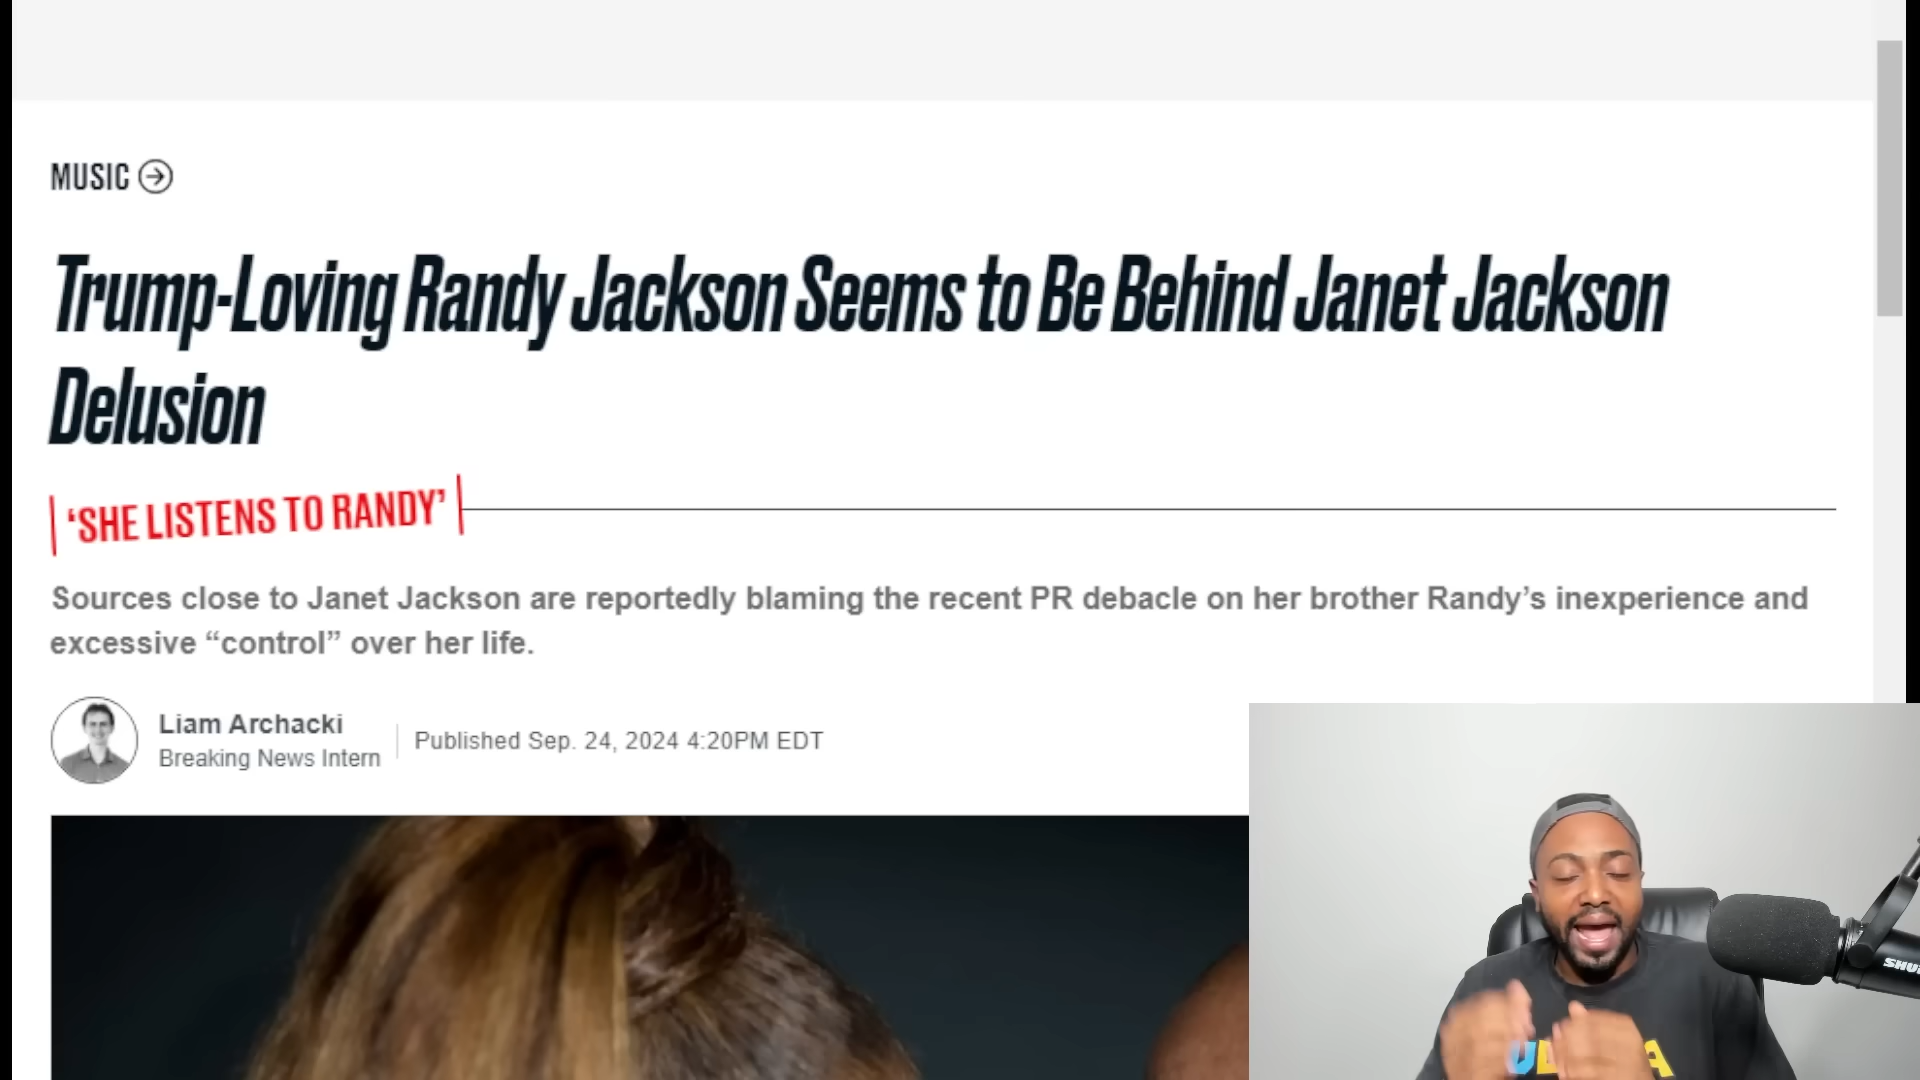 MUSIC
Trump-Loving Randy Jackson Seems to Be Behind Janet Jackson
Delusion
‘SHE LISTENS TO RANDY’
Sources close to Janet Jackson are reportedly blaming the recent PR debacle on her brother Randy’s inexperience and
excessive “control” over her life.
Liam Archacki
Breaking News Intern
Published Sep. 24, 2024 4:20PM EDT